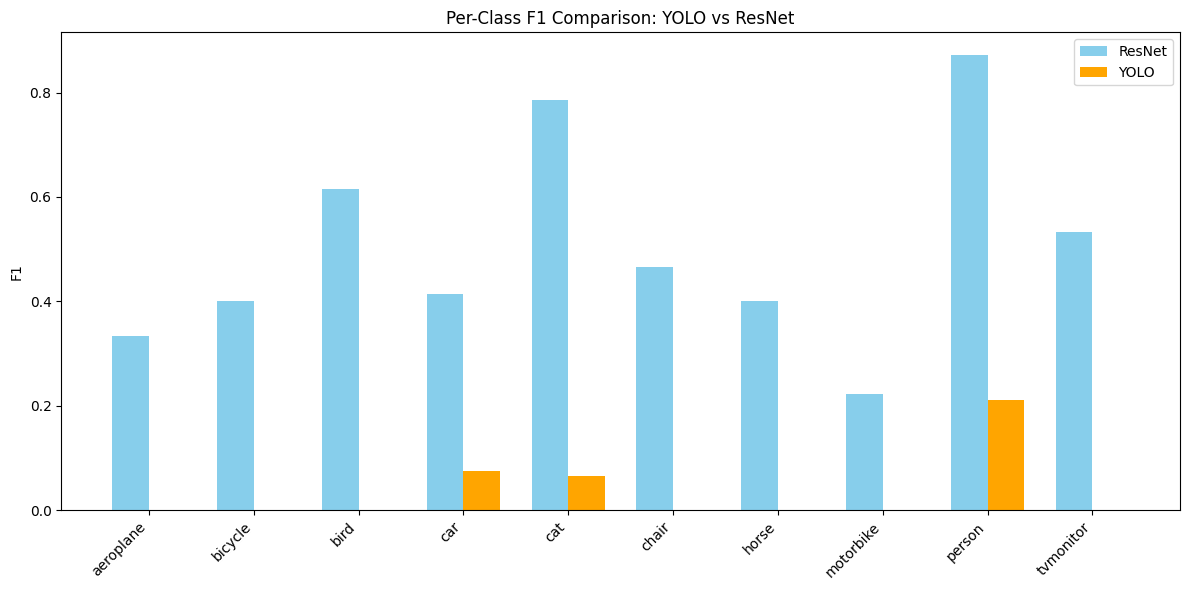 Per-Class F1 Comparison: YOLO vs ResNet
ResNet
YOLO
F1
0.8
0.6
0.4
0.2
0.0
aeroplane
bicycle
bird
car
cat
chair
horse
motorbike
person
tvmonitor